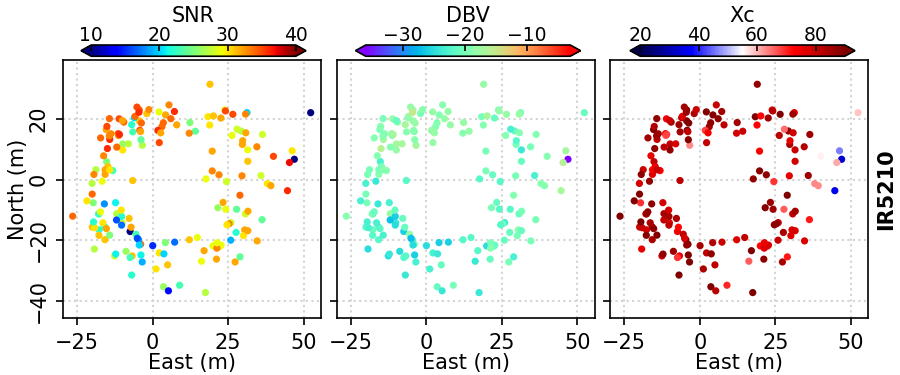 SNR DBV Xc
10 20 30 40 −30 −20 −10 20 40 60 80
North (m)
20
0
−20
−40
−25 0 25 50 −25 0 25 50 −25 0 25 50
East (m) East (m) East (m)
IR5210